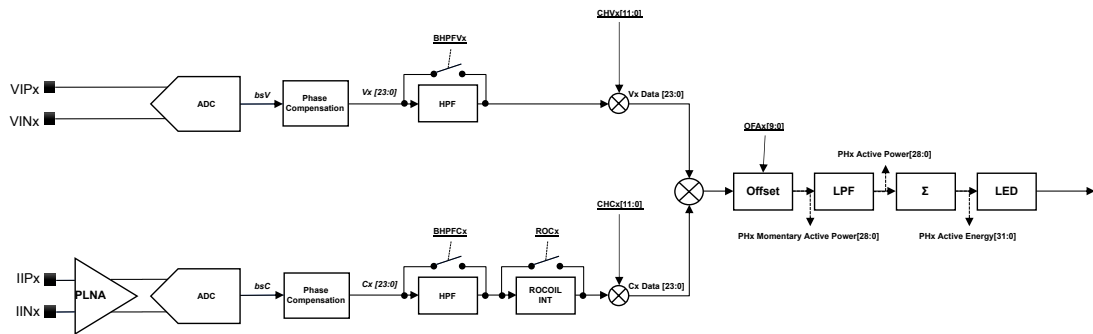 CHVx[11:0]
BHPFVx
VIPx
VINx
ADC
bsV
Phase
Compensation
Vx [23:0]
HPF
Vx Data [23:0]
OFAx[9:0]
PHx Active Power[28:0]
Offset
LPF
Σ
LED
PHx Momentary Active Power[28:0]
PHx Active Energy[31:0]
CHCx[11:0]
BHPFCx
ROCx
IIPx
IINx
PLNA
ADC
bsC
Phase
Compensation
Cx [23:0]
HPF
ROCOIL
INT
Cx Data [23:0]